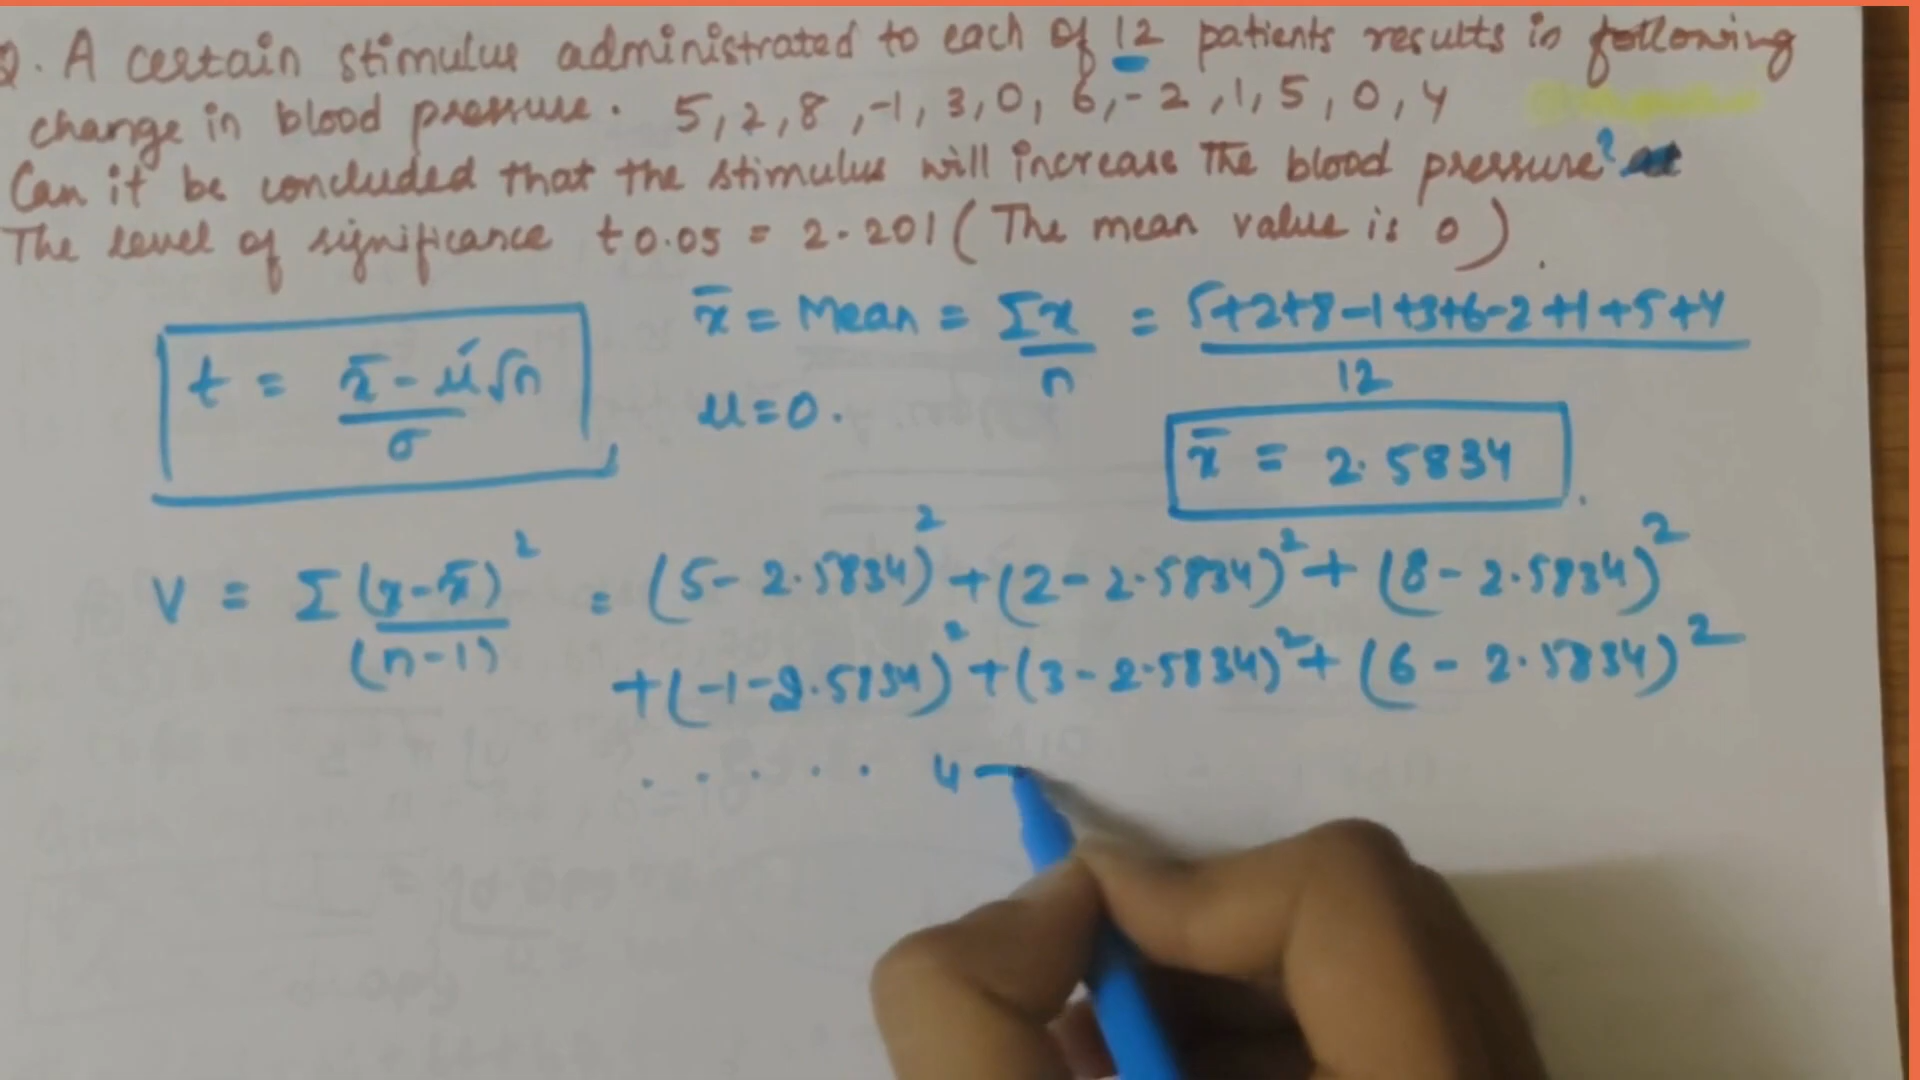 Q. A certain stimulus administrated to each of 12 patients results in following
change in blood pressure. 5, 2, 8, -1, 3, 0, 6, -2, 1, 5, 0, 4
Can it be concluded that the stimulus will increase the blood pressure?
The level of significance t0.05 = 2.201 (The mean value is 0).
t = x̄ - μ√n / σ
x̄ = Mean = Σx / n = 5+2+8-1+3+6-2+1+5+4 / 12
μ=0.
x̄ = 2.5834.
V = Σ(x-x̄)² / (n-1) = (5-2.5834)² + (2-2.5834)² + (8-2.5834)²
+(-1-2.5834)² + (3-2.5834)² + (6-2.5834)²
. . . . . 4 -